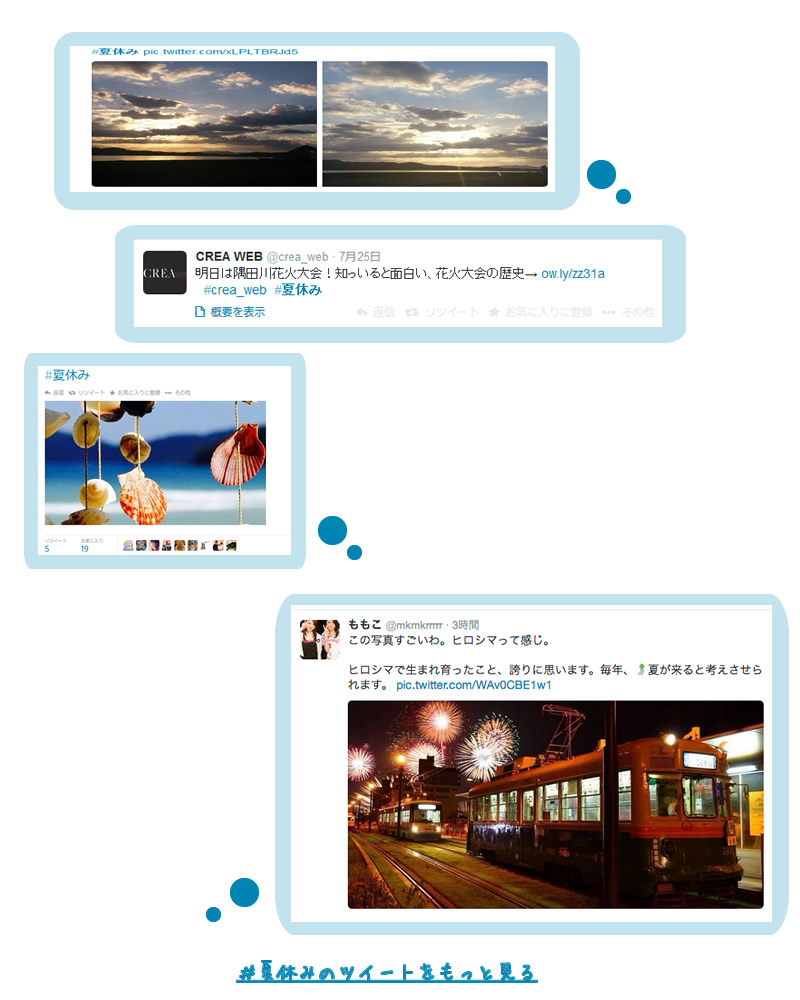 #夏休み pic.twitter.com/xLPLTBRJd5
CREA WEB @crea_web · 7月25日
CREA WEB
明日は隅田川花火大会！知っいると面白い、花火大会の歴史→ ow.ly/zz31a
#crea_web #夏休み
概要を表示 返信 リツイート お気に入りに登録 その他
#夏休み
返信 リツイート お気に入りに登録 その他
リツイート お気に入り
5 19
ももこ @mkmkrrrrr · 3時間
この写真すごいわ。ヒロシマって感じ。
ヒロシマで生まれ育ったこと、誇りに思います。毎年、夏が来ると考えさせら
れます。 pic.twitter.com/WAv0CBE1w1
#夏休みのツイートをもっと見る